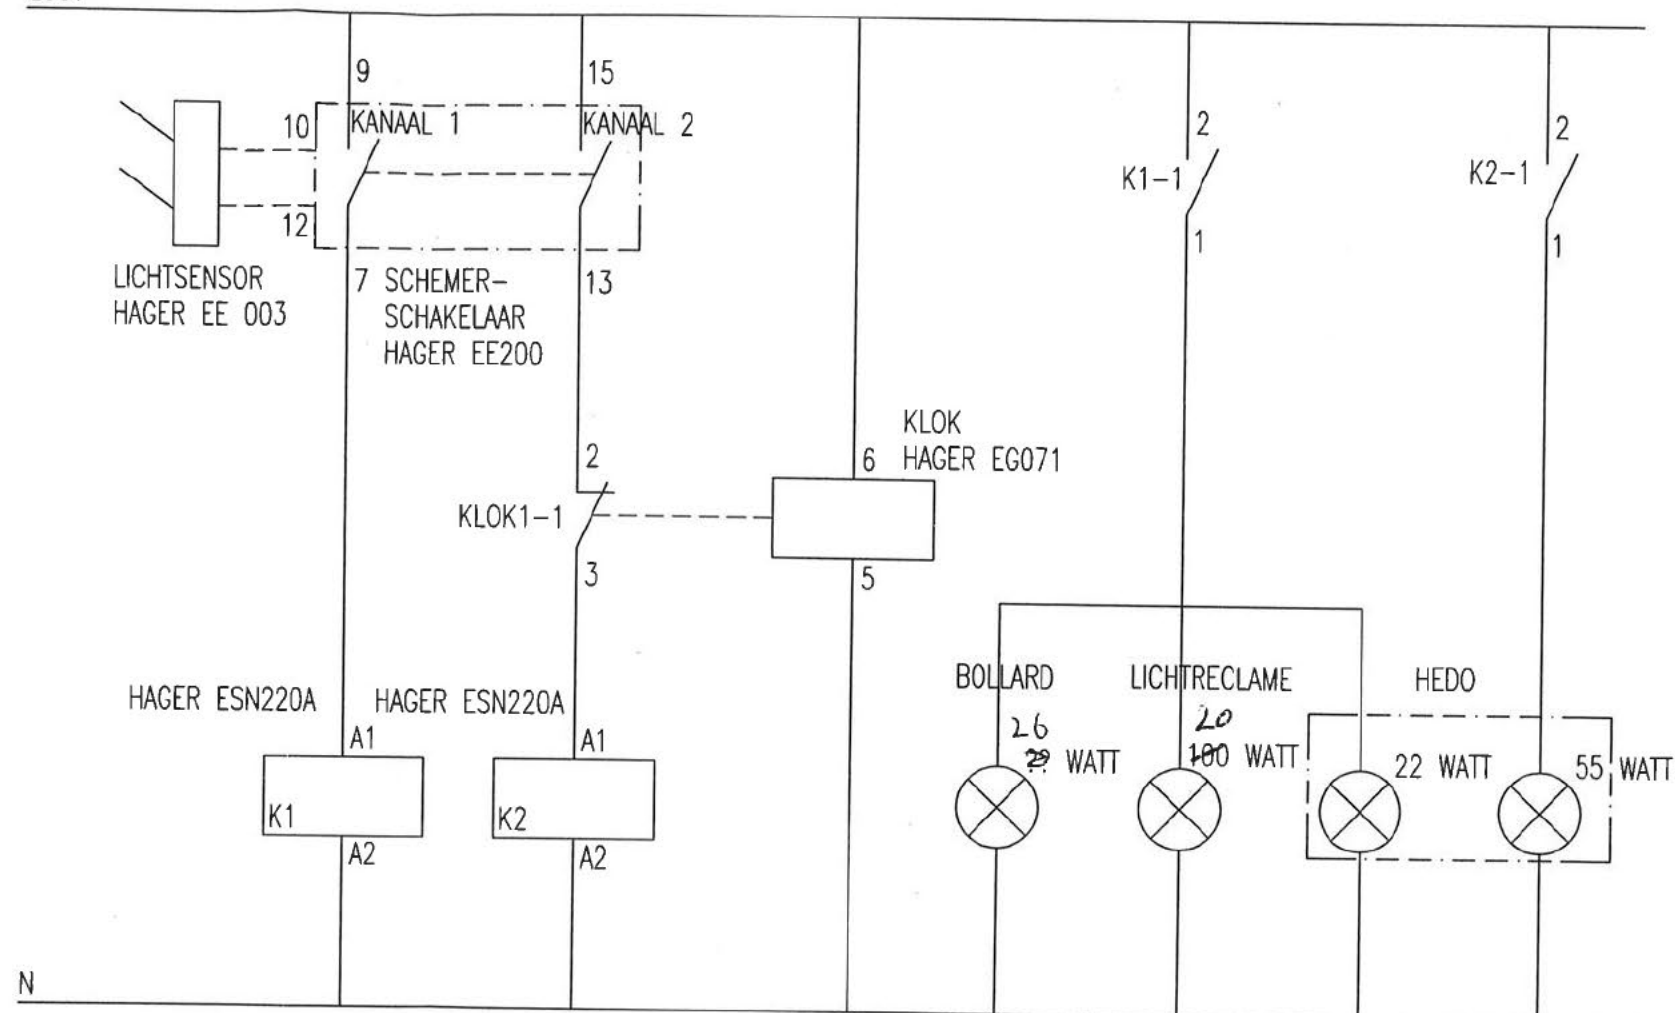 9
15
10
KANAAL 1
KANAAL 2
2
2
K1-1
K2-1
12
1
1
LICHTSENSOR
HAGER EE 003
7
SCHEMER-
SCHAKELAAR
HAGER EE200
13
KLOK
HAGER EG071
2
6
KLOK1-1
3
5
BOLLARD
LICHTRECLAME
HEDO
HAGER ESN220A
HAGER ESN220A
26
20
WATT
100 WATT
22 WATT
55 WATT
A1
A1
K1
K2
A2
A2
N